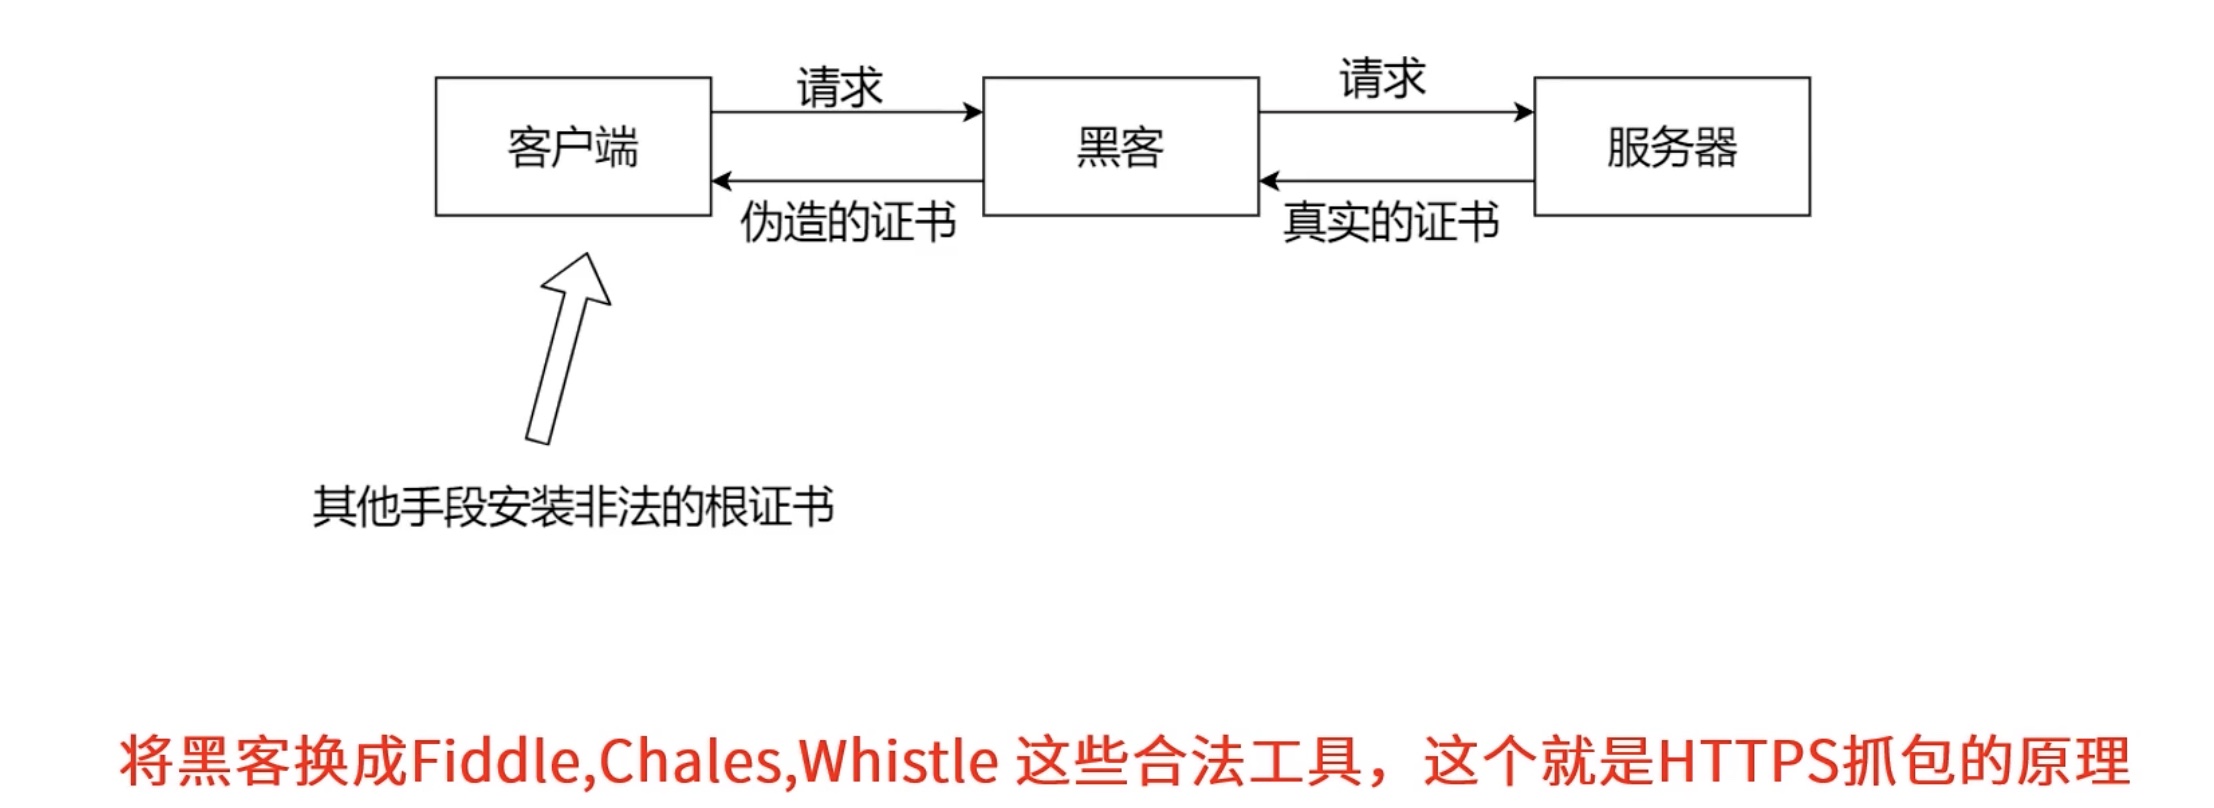 请求
请求
客户端
黑客
服务器
伪造的证书
真实的证书
其他手段安装非法的根证书
将黑客换成Fiddle,Chales,Whistle 这些合法工具，这个就是HTTPS抓包的原理